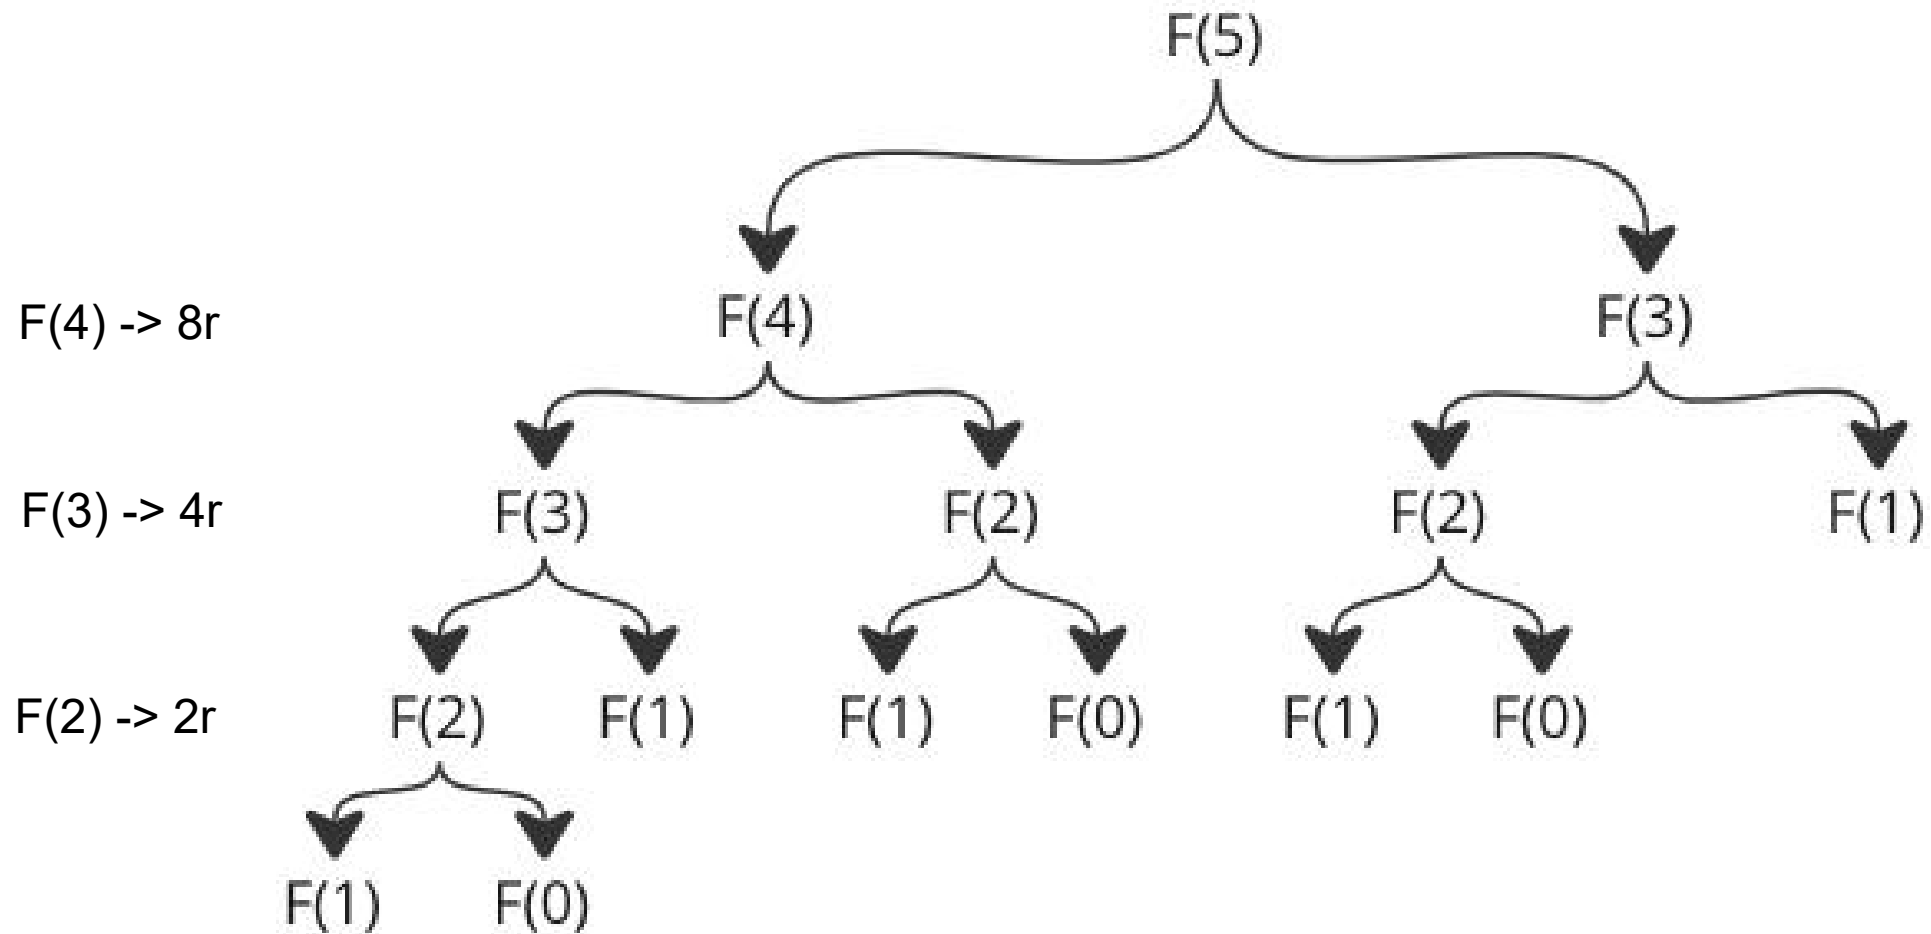 F(5)
F(4) -> 8r F(4) F(3)
F(3) -> 4r F(3) F(2) F(2) F(1)
F(2) -> 2r F(2) F(1) F(1) F(0) F(1) F(0)
F(1) F(0)